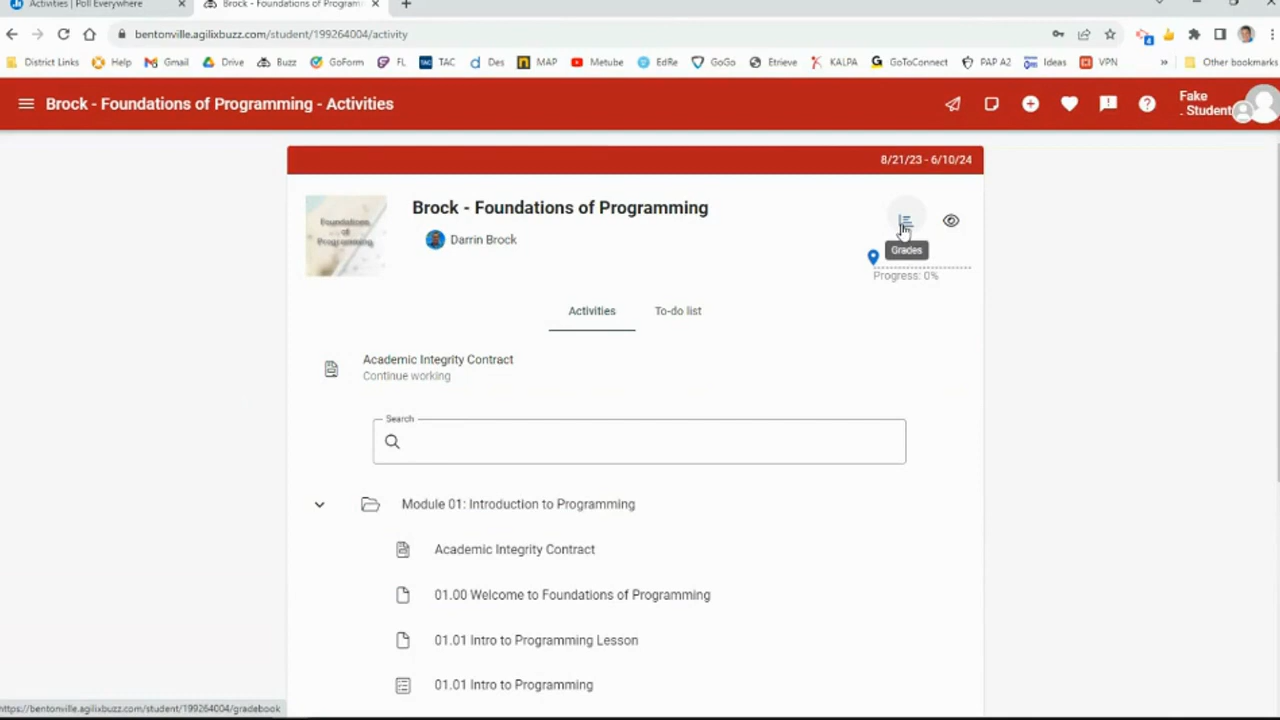 Activities | Poll Everywhere
Brock - Foundations of Program
bentonville.agilixbuzz.com/student/199264004/activity
District Links Help Gmail Drive Buzz GoForm FL TAC Des MAP Metube EdRe GoGo Etrieve KALPA GoToConnect PAP A2 Ideas VPN » Other bookmarks
Brock - Foundations of Programming - Activities
Fake
. Student
8/21/23 - 6/10/24
Foundations
of
Programming
Brock - Foundations of Programming
Darrin Brock
Grades
Progress: 0%
Activities To-do list
Academic Integrity Contract
Continue working
Search
Module 01: Introduction to Programming
Academic Integrity Contract
01.00 Welcome to Foundations of Programming
01.01 Intro to Programming Lesson
01.01 Intro to Programming
https://bentonville.agilixbuzz.com/student/199264004/gradebook